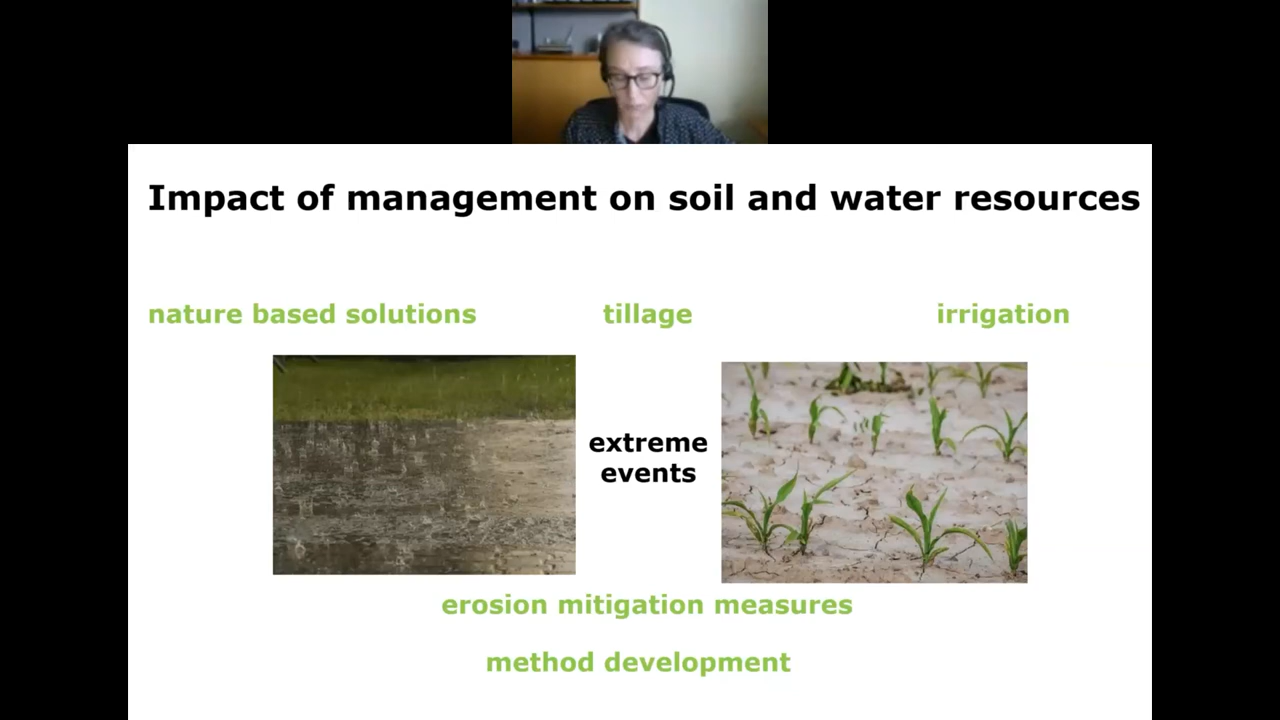 Impact of management on soil and water resources
nature based solutions
tillage
irrigation
extreme
events
erosion mitigation measures
method development